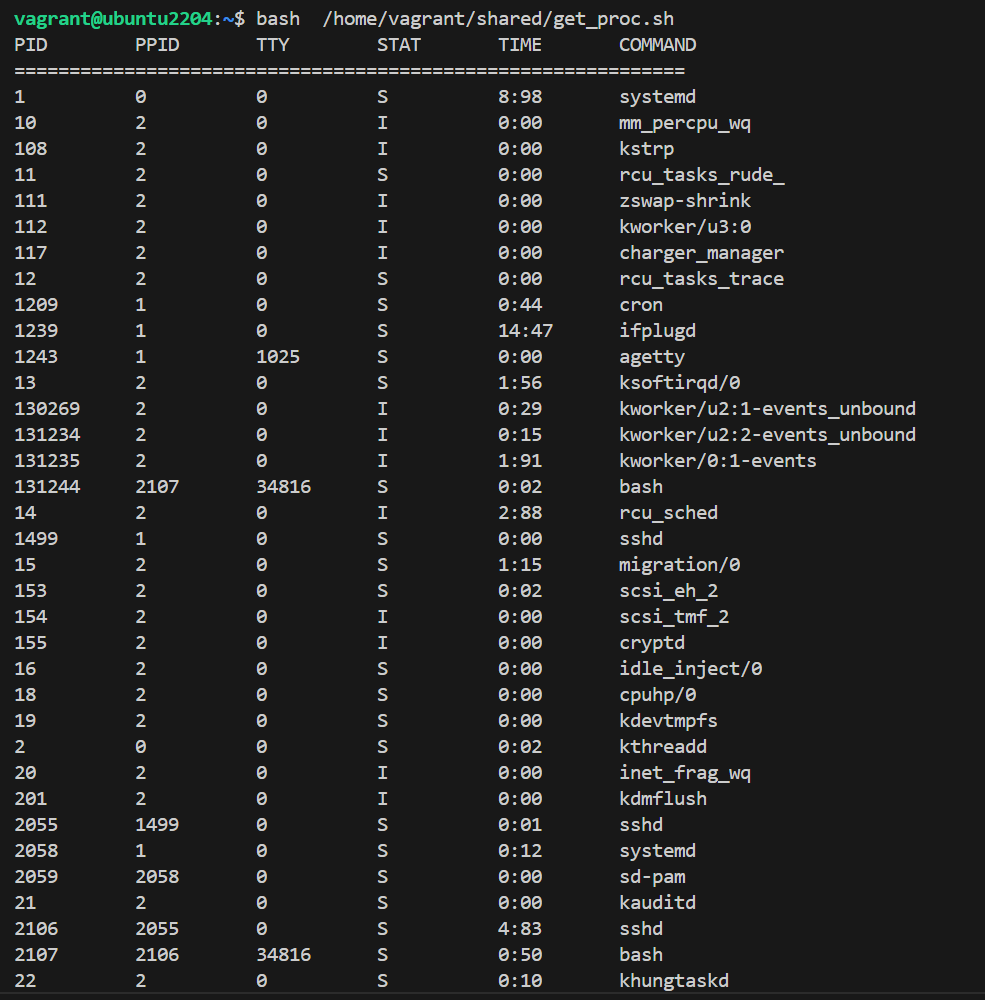 vagrant@ubuntu2204:~$ bash  /home/vagrant/shared/get_proc.sh
PID        PPID       TTY        STAT       TIME       COMMAND
=============================================================
1          0          0          S          8:98       systemd
10         2          0          I          0:00       mm_percpu_wq
108        2          0          I          0:00       kstrp
11         2          0          S          0:00       rcu_tasks_rude_
111        2          0          I          0:00       zswap-shrink
112        2          0          I          0:00       kworker/u3:0
117        2          0          I          0:00       charger_manager
12         2          0          S          0:00       rcu_tasks_trace
1209       1          0          S          0:44       cron
1239       1          0          S          14:47      ifplugd
1243       1          1025       S          0:00       agetty
13         2          0          S          1:56       ksoftirqd/0
130269     2          0          I          0:29       kworker/u2:1-events_unbound
131234     2          0          I          0:15       kworker/u2:2-events_unbound
131235     2          0          I          1:91       kworker/0:1-events
131244     2107       34816      S          0:02       bash
14         2          0          I          2:88       rcu_sched
1499       1          0          S          0:00       sshd
15         2          0          S          1:15       migration/0
153        2          0          S          0:02       scsi_eh_2
154        2          0          I          0:00       scsi_tmf_2
155        2          0          I          0:00       cryptd
16         2          0          S          0:00       idle_inject/0
18         2          0          S          0:00       cpuhp/0
19         2          0          S          0:00       kdevtmpfs
2          0          0          S          0:02       kthreadd
20         2          0          I          0:00       inet_frag_wq
201        2          0          I          0:00       kdmflush
2055       1499       0          S          0:01       sshd
2058       1          0          S          0:12       systemd
2059       2058       0          S          0:00       sd-pam
21         2          0          S          0:00       kauditd
2106       2055       0          S          4:83       sshd
2107       2106       34816      S          0:50       bash
22         2          0          S          0:10       khungtaskd